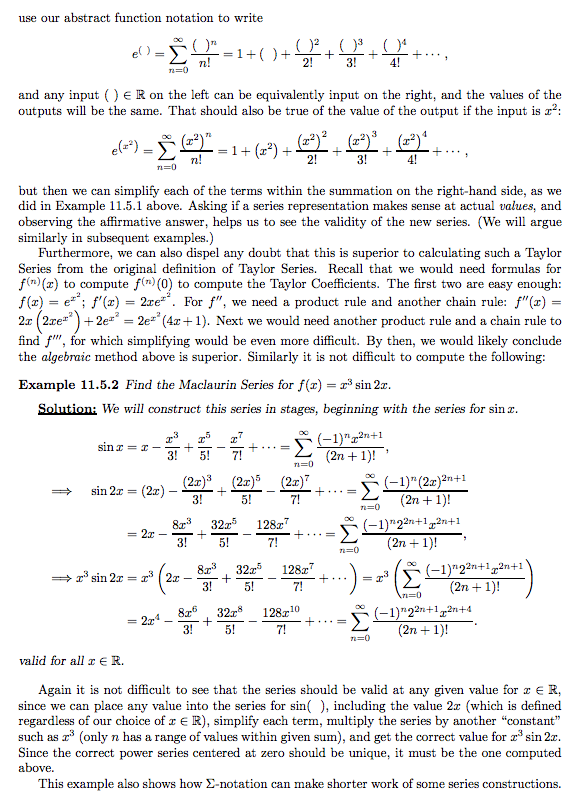 use our abstract function notation to write
e^{( )} = \sum_{n=0}^{\infty} \frac{( )^n}{n!} = 1 + ( ) + \frac{( )^2}{2!} + \frac{( )^3}{3!} + \frac{( )^4}{4!} + \cdots,
and any input ( ) ∈ ℝ on the left can be equivalently input on the right, and the values of the
outputs will be the same. That should also be true of the value of the output if the input is x²:
e^{(x^2)} = \sum_{n=0}^{\infty} \frac{(x^2)^n}{n!} = 1 + (x^2) + \frac{(x^2)^2}{2!} + \frac{(x^2)^3}{3!} + \frac{(x^2)^4}{4!} + \cdots,
but then we can simplify each of the terms within the summation on the right-hand side, as we
did in Example 11.5.1 above. Asking if a series representation makes sense at actual values, and
observing the affirmative answer, helps us to see the validity of the new series. (We will argue
similarly in subsequent examples.)
Furthermore, we can also dispel any doubt that this is superior to calculating such a Taylor
Series from the original definition of Taylor Series. Recall that we would need formulas for
f^{(n)}(x) to compute f^{(n)}(0) to compute the Taylor Coefficients. The first two are easy enough:
f(x) = e^{x^2}; f'(x) = 2xe^{x^2}. For f'', we need a product rule and another chain rule: f''(x) =
2x(2xe^{x^2}) + 2e^{x^2} = 2e^{x^2}(4x + 1). Next we would need another product rule and a chain rule to
find f''', for which simplifying would be even more difficult. By then, we would likely conclude
the algebraic method above is superior. Similarly it is not difficult to compute the following:
Example 11.5.2 Find the Maclaurin Series for f(x) = x³ sin 2x.
Solution: We will construct this series in stages, beginning with the series for sin x.
\sin x = x - \frac{x^3}{3!} + \frac{x^5}{5!} - \frac{x^7}{7!} + \cdots = \sum_{n=0}^{\infty} \frac{(-1)^n x^{2n+1}}{(2n+1)!},
\Longrightarrow \sin 2x = (2x) - \frac{(2x)^3}{3!} + \frac{(2x)^5}{5!} - \frac{(2x)^7}{7!} + \cdots = \sum_{n=0}^{\infty} \frac{(-1)^n (2x)^{2n+1}}{(2n+1)!}
= 2x - \frac{8x^3}{3!} + \frac{32x^5}{5!} - \frac{128x^7}{7!} + \cdots = \sum_{n=0}^{\infty} \frac{(-1)^n 2^{2n+1} x^{2n+1}}{(2n+1)!},
\Longrightarrow x^3 \sin 2x = x^3 \left( 2x - \frac{8x^3}{3!} + \frac{32x^5}{5!} - \frac{128x^7}{7!} + \cdots \right) = x^3 \left( \sum_{n=0}^{\infty} \frac{(-1)^n 2^{2n+1} x^{2n+1}}{(2n+1)!} \right)
= 2x^4 - \frac{8x^6}{3!} + \frac{32x^8}{5!} - \frac{128x^{10}}{7!} + \cdots = \sum_{n=0}^{\infty} \frac{(-1)^n 2^{2n+1} x^{2n+4}}{(2n+1)!}.
valid for all x ∈ ℝ.
Again it is not difficult to see that the series should be valid at any given value for x ∈ ℝ,
since we can place any value into the series for sin( ), including the value 2x (which is defined
regardless of our choice of x ∈ ℝ), simplify each term, multiply the series by another “constant”
such as x³ (only n has a range of values within given sum), and get the correct value for x³ sin 2x.
Since the correct power series centered at zero should be unique, it must be the one computed
above.
This example also shows how Σ-notation can make shorter work of some series constructions.